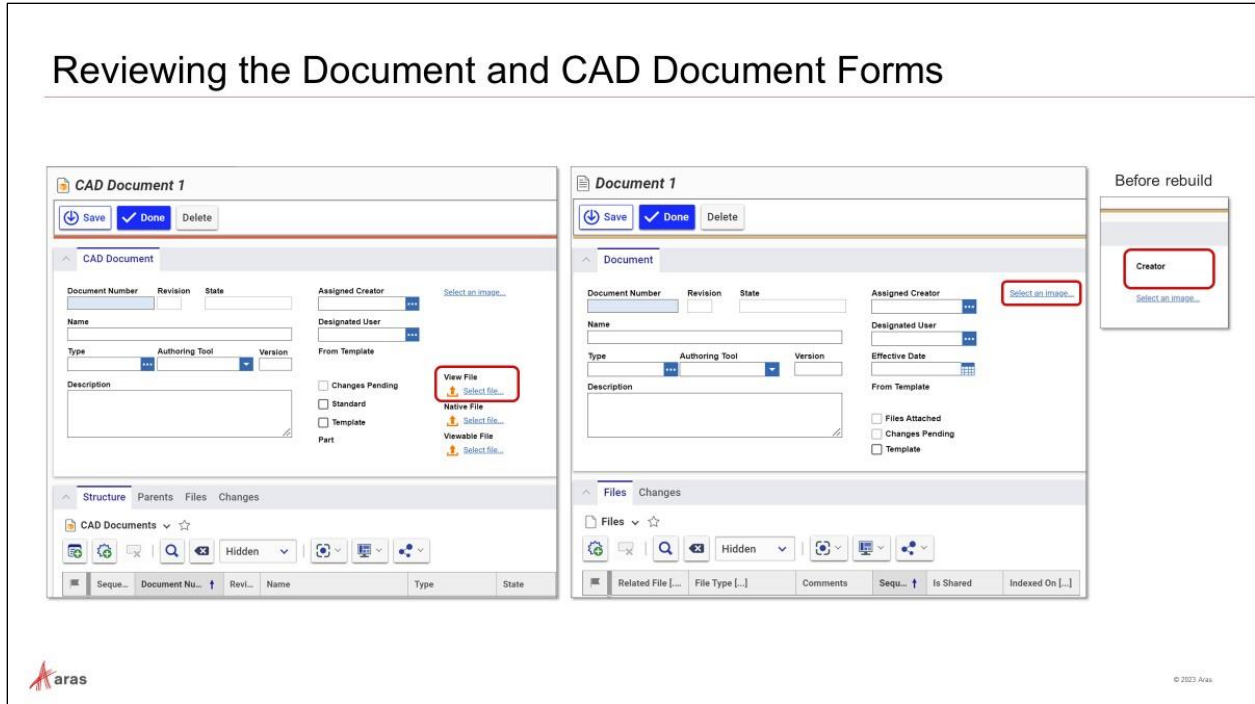 Reviewing the Document and CAD Document Forms
CAD Document 1
Save Done Delete
CAD Document
Document Number Revision State Assigned Creator Select an image...
Name Designated User
Type Authoring Tool Version From Template
Description Changes Pending View File
Select file...
Standard Native File
Template Select file...
Part Viewable File
Select file...
Structure Parents Files Changes
CAD Documents
Hidden
Seque... Document Nu... Revi... Name Type State
Document 1
Save Done Delete
Document
Document Number Revision State Assigned Creator Select an image...
Name Designated User
Type Authoring Tool Version Effective Date
Description From Template
Files Attached
Changes Pending
Template
Files Changes
Files
Hidden
Related File [.... File Type [...] Comments Sequ... Is Shared Indexed On [...]
Before rebuild
Creator
Select an image...
aras
© 2023 Aras